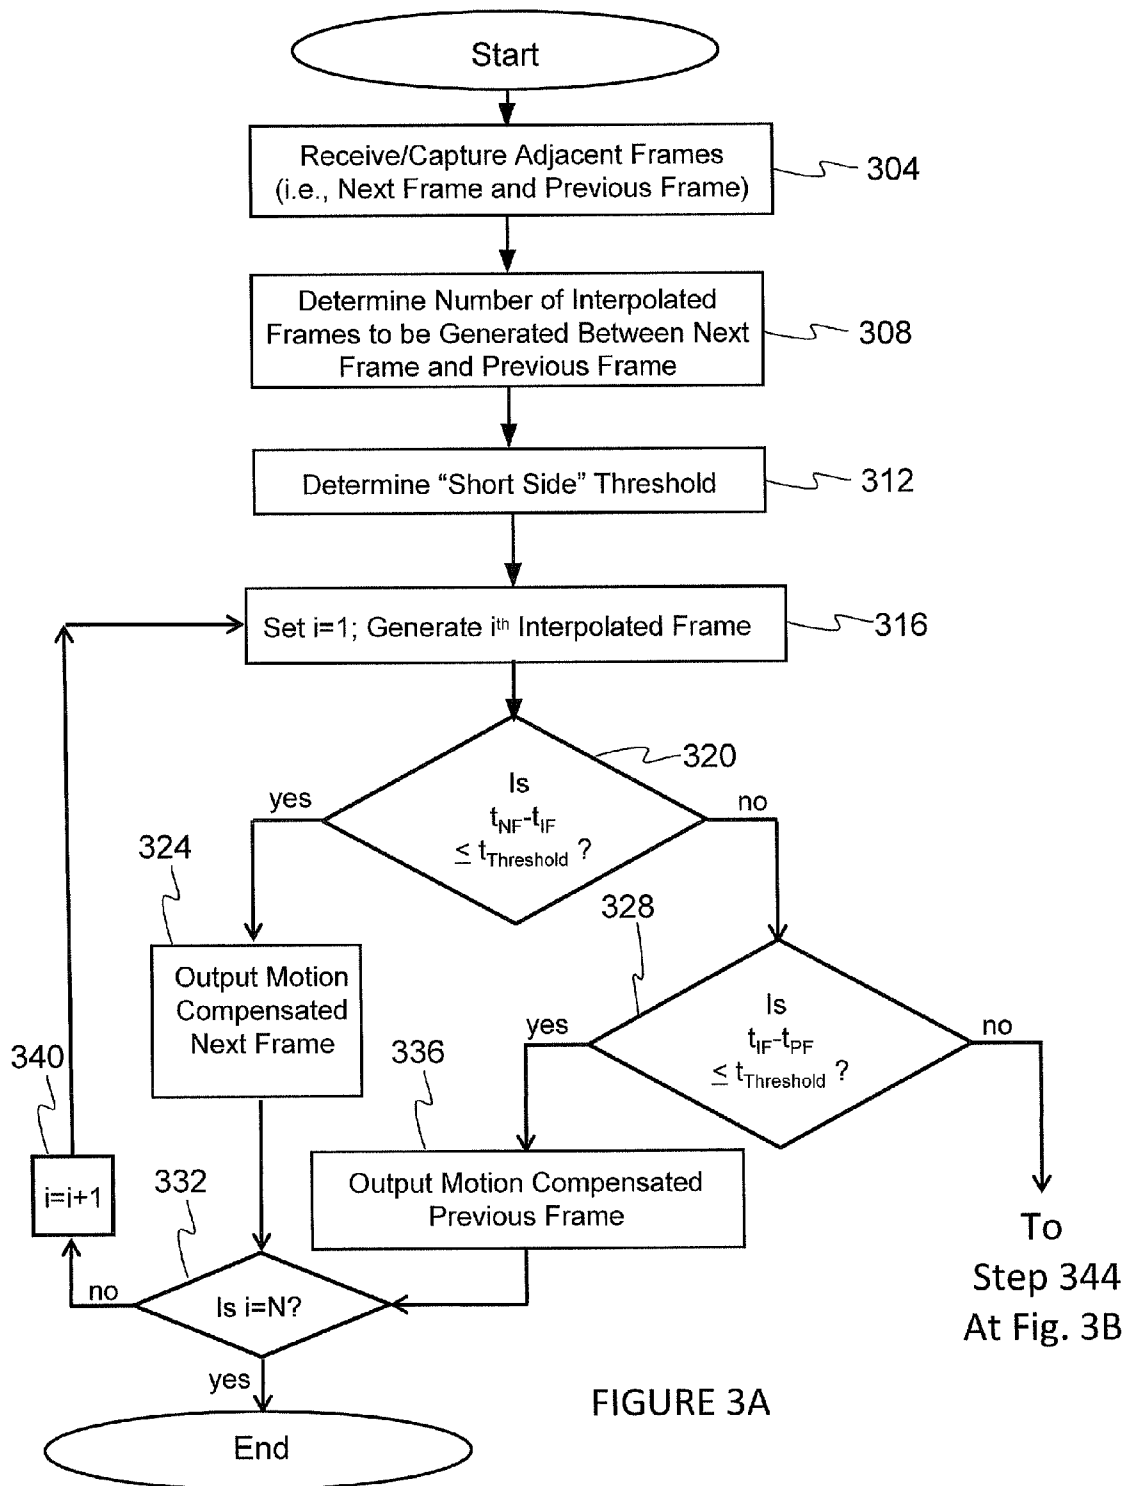 Start
Receive/Capture Adjacent Frames
(i.e., Next Frame and Previous Frame)
304
Determine Number of Interpolated
Frames to be Generated Between Next
Frame and Previous Frame
308
Determine “Short Side” Threshold
312
Set i=1; Generate ith Interpolated Frame
316
320
Is
tNF-tIF
≤ tThreshold ?
yes
no
324
Output Motion
Compensated
Next Frame
328
Is
tIF-tPF
≤ tThreshold ?
yes
no
336
Output Motion Compensated
Previous Frame
340
i=i+1
332
Is i=N?
no
yes
To
Step 344
At Fig. 3B
End
FIGURE 3A